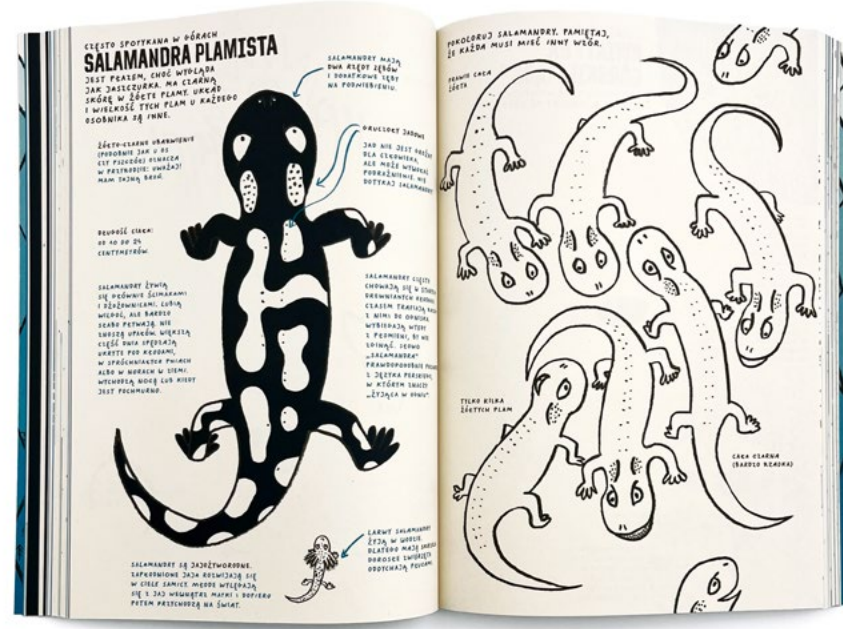 CZĘSTO SPOTYKANA W GÓRACH
SALAMANDRA PLAMISTA
JEST PŁAZEM, CHOĆ WYGLĄDA
JAK JASZCZURKA. MA CZARNĄ
SKÓRĘ W ŻÓŁTE PLAMY. UKŁAD
I WIELKOŚĆ TYCH PLAM U KAŻDEGO
OSOBNIKA SĄ INNE.
SALAMANDRY MAJĄ
DWA RZĘDY ZĘBÓW
I DODATKOWE ZĘBY
NA PODNIEBIENIU.
ŻÓŁTO-CZARNE UBARWIENIE
(PODOBNIE JAK U OS
CZY PSZCZÓŁ) OZNACZA
W PRZYRODZIE: UWAŻAJ!
MAM TAJNĄ BROŃ.
GRUCZOŁY JADOWE
JAD NIE JEST GROŹNY
DLA CZŁOWIEKA,
ALE MOŻE WYWOŁAĆ
PODRAŻNIENIE. NIE
DOTYKAJ SALAMANDRY
DŁUGOŚĆ CIAŁA:
OD 10 DO 24
CENTYMETRÓW.
SALAMANDRY ŻYWIĄ
SIĘ GŁÓWNIE ŚLIMAKAMI
I DŻDŻOWNICAMI. LUBIĄ
WILGOĆ, ALE BARDZO
SŁABO PŁYWAJĄ. NIE
ZNOSZĄ UPAŁÓW. WIĘKSZĄ
CZĘŚĆ DNIA SPĘDZAJĄ
UKRYTE POD KŁODAMI,
W SPRÓCHNIAŁYCH PNIACH
ALBO W NORACH W ZIEMI.
WYCHODZĄ NOCĄ LUB KIEDY
JEST POCHMURNO.
SALAMANDRY CZĘSTO
CHOWAJĄ SIĘ W
DREWNIANYCH
CZASEM TRAFIAJĄ
Z NIMI DO OGNISKA.
WYBIEGAJĄ WTEDY
Z PŁOMIENI, BY NIE
ZGINĄĆ. SŁOWO
„SALAMANDRA"
PRAWDOPODOBNIE
Z JĘZYKA PERSKIEGO,
W KTÓRYM ZNACZY
„ŻYJĄCA W OGNIU".
SALAMANDRY SĄ JAJOŻYWORODNE.
ZAPŁODNIONE JAJA ROZWIJAJĄ SIĘ
W CIELE SAMICY. MŁODE WYLĘGAJĄ
SIĘ Z JAJ WEWNĄTRZ MATKI I DOPIERO
POTEM PRZYCHODZĄ NA ŚWIAT.
LARWY SALAMANDRY
ŻYJĄ W WODZIE,
DLATEGO MAJĄ SKRZELA
DOROSŁE ZWIERZĘTA
ODDYCHAJĄ PŁUCAMI.
POKOLORUJ SALAMANDRY. PAMIĘTAJ,
ŻE KAŻDA MUSI MIEĆ INNY WZÓR.
PRAWIE CAŁA
ŻÓŁTA
TYLKO KILKA
ŻÓŁTYCH PLAM
CAŁA CZARNA
(BARDZO RZADKA)